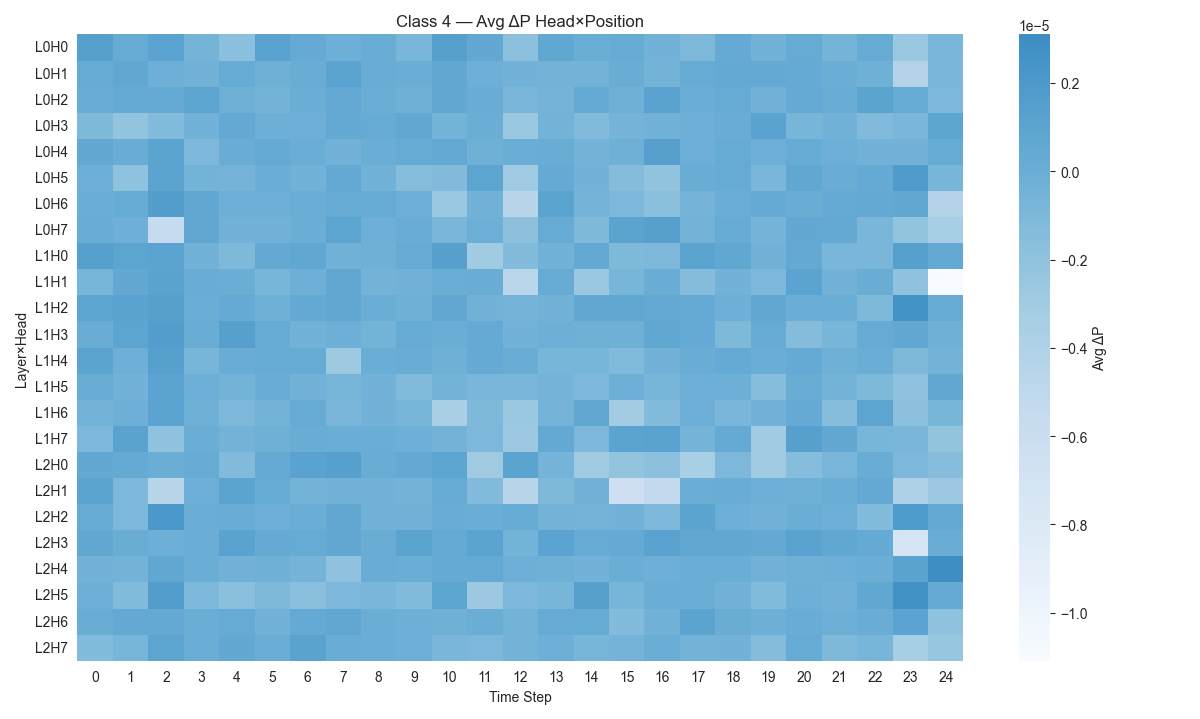 Class 4 — Avg ΔP Head×Position
1e−5
Layer×Head
L0H0
L0H1
L0H2
L0H3
L0H4
L0H5
L0H6
L0H7
L1H0
L1H1
L1H2
L1H3
L1H4
L1H5
L1H6
L1H7
L2H0
L2H1
L2H2
L2H3
L2H4
L2H5
L2H6
L2H7
0 1 2 3 4 5 6 7 8 9 10 11 12 13 14 15 16 17 18 19 20 21 22 23 24
Time Step
0.2
0.0
−0.2
−0.4
−0.6
−0.8
−1.0
Avg ΔP